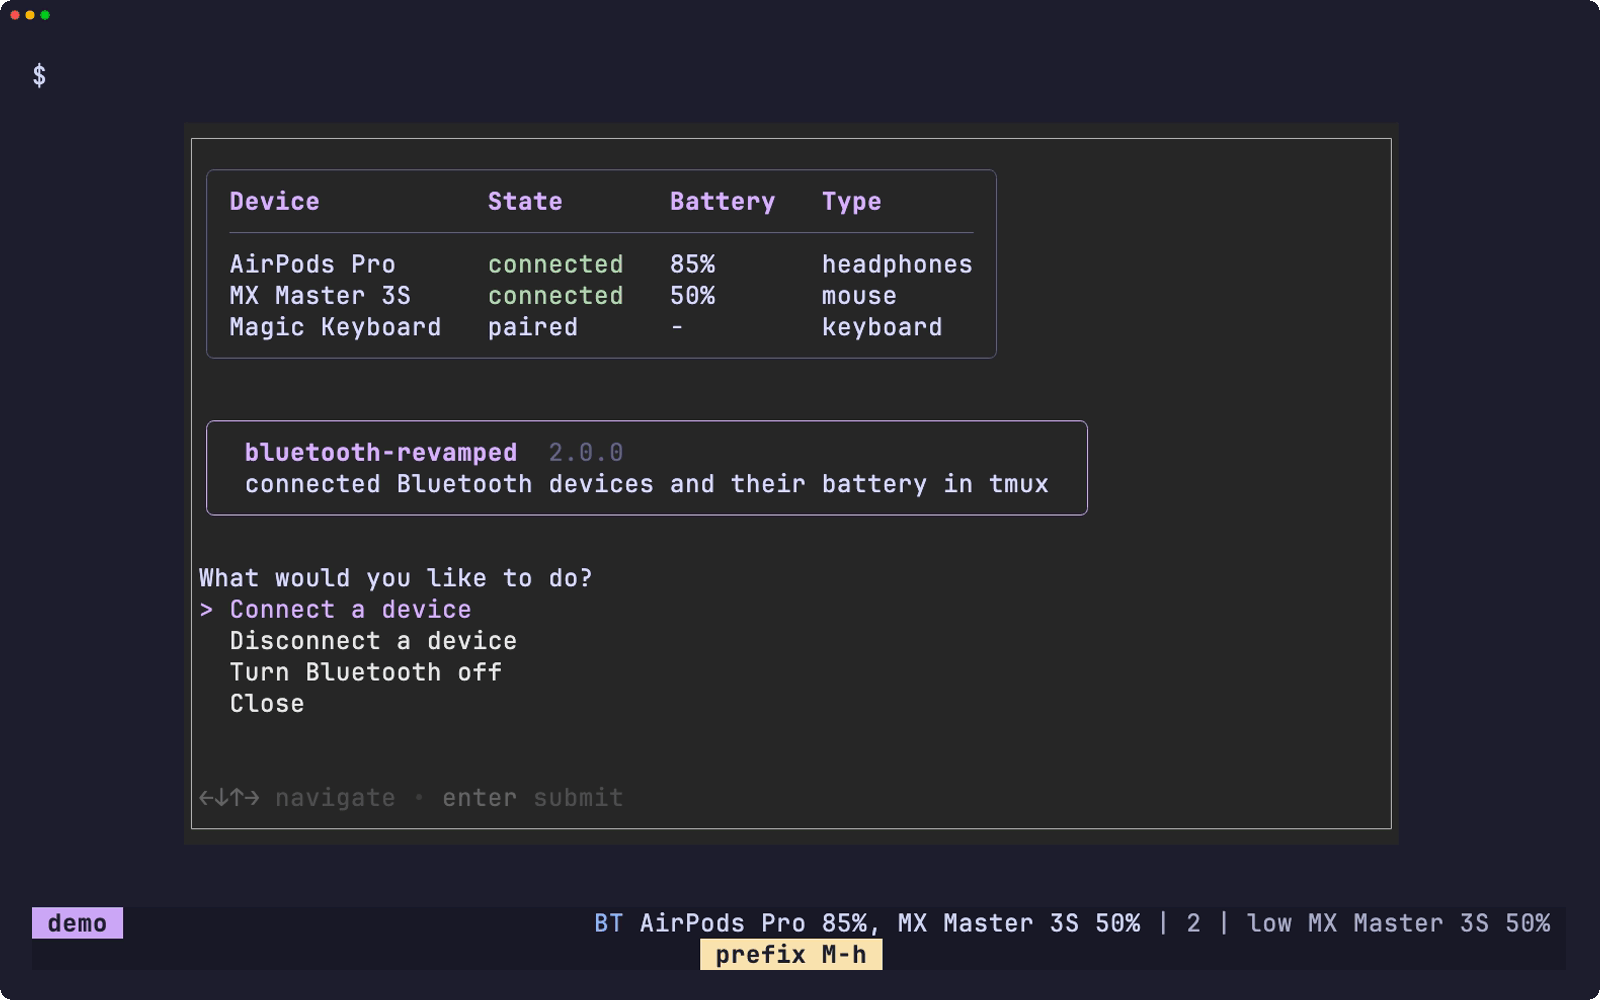 $
Device State Battery Type
AirPods Pro connected 85% headphones
MX Master 3S connected 50% mouse
Magic Keyboard paired - keyboard
bluetooth-revamped 2.0.0
connected Bluetooth devices and their battery in tmux
What would you like to do?
> Connect a device
Disconnect a device
Turn Bluetooth off
Close
←↓↑→ navigate · enter submit
demo BT AirPods Pro 85%, MX Master 3S 50% | 2 | low MX Master 3S 50%
prefix M-h